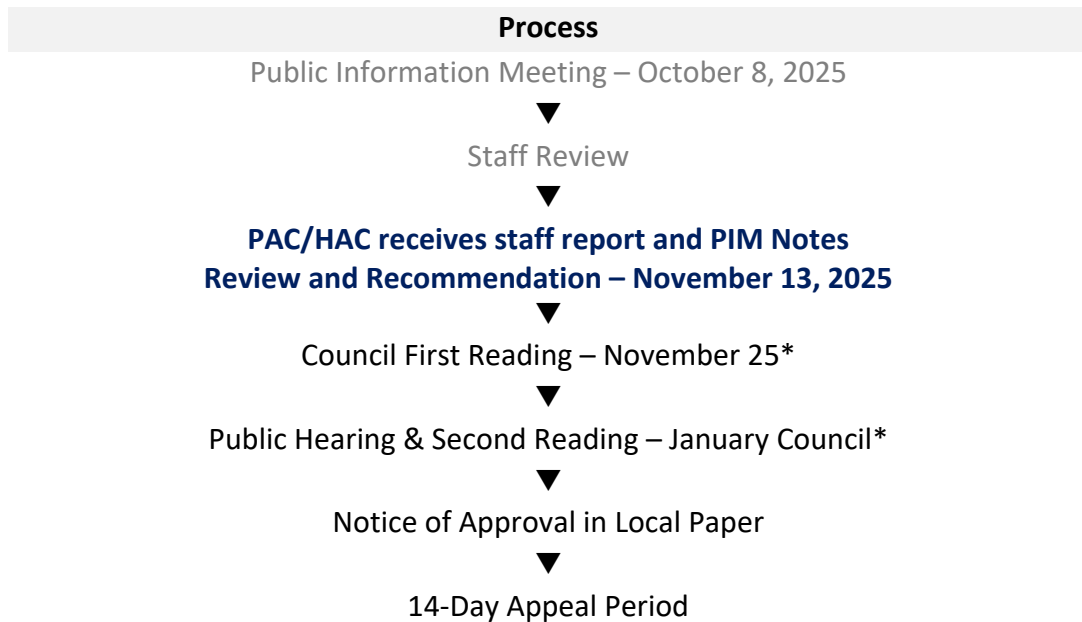 Process
Public Information Meeting – October 8, 2025
Staff Review
PAC/HAC receives staff report and PIM Notes
Review and Recommendation – November 13, 2025
Council First Reading – November 25*
Public Hearing & Second Reading – January Council*
Notice of Approval in Local Paper
14-Day Appeal Period